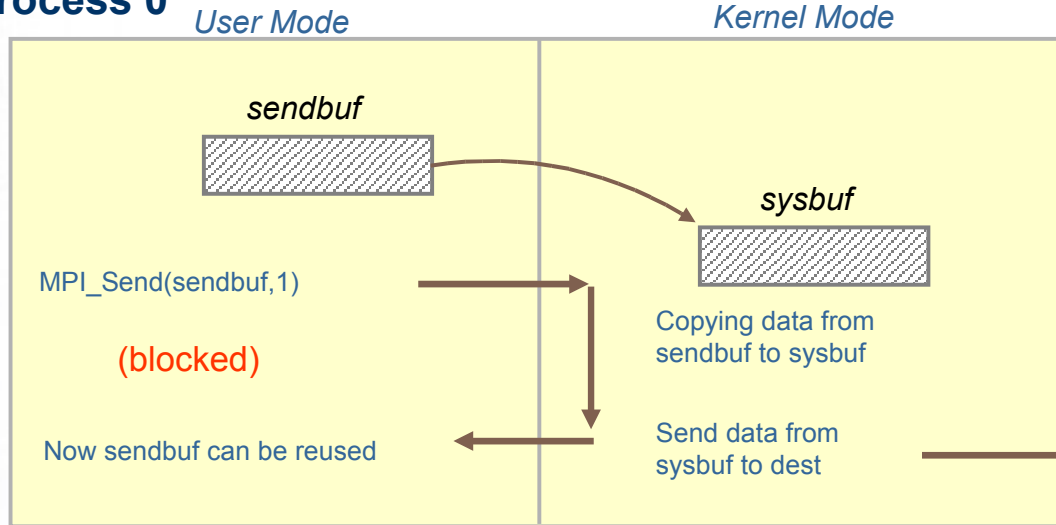 rocess 0
User Mode
Kernel Mode
sendbuf
sysbuf
MPI_Send(sendbuf,1)
Copying data from
sendbuf to sysbuf
(blocked)
Now sendbuf can be reused
Send data from
sysbuf to dest